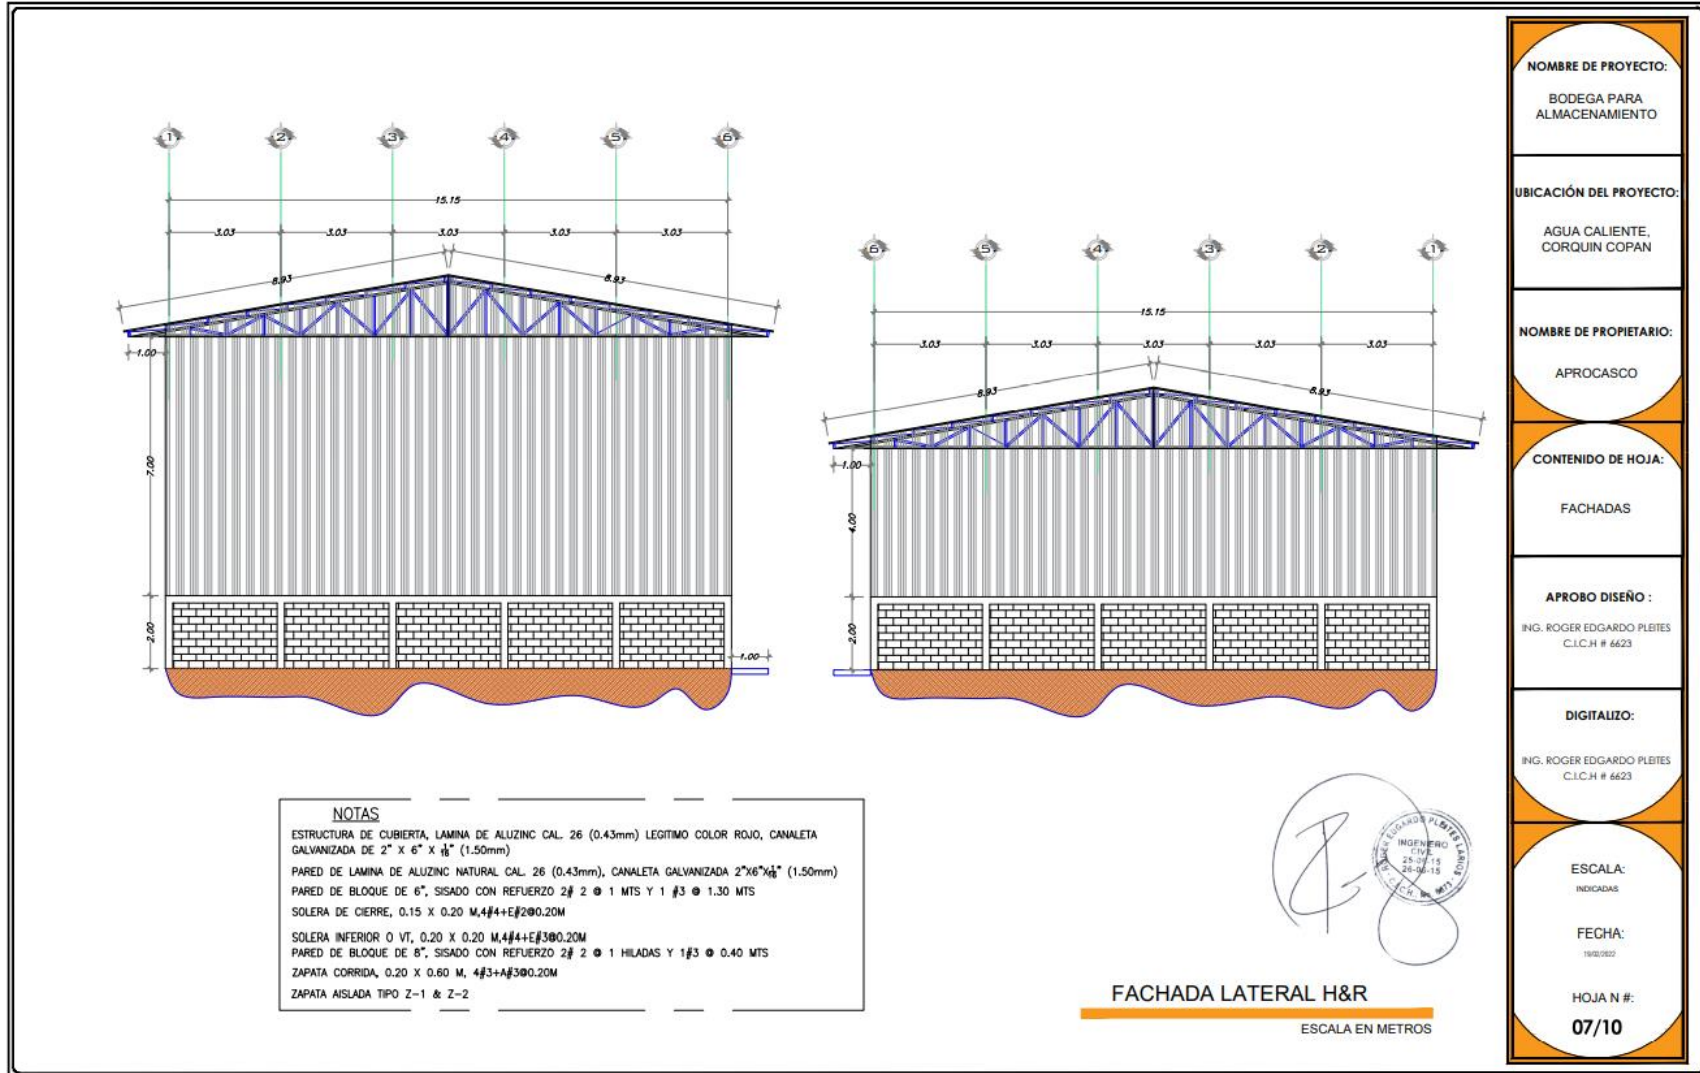 1 2 3 4 5 6
15.15
3.03 3.03 3.03 3.03 3.03
8.93 8.93
1.00
7.00
2.00
1.00
6 5 4 3 2 1
15.15
3.03 3.03 3.03 3.03 3.03
8.93 8.93
1.00
4.00
2.00
NOTAS
ESTRUCTURA DE CUBIERTA, LAMINA DE ALUZINC CAL. 26 (0.43mm) LEGITIMO COLOR ROJO, CANALETA
GALVANIZADA DE 2" X 6" X 1/16" (1.50mm)
PARED DE LAMINA DE ALUZINC NATURAL CAL. 26 (0.43mm), CANALETA GALVANIZADA 2"X6"X1/16" (1.50mm)
PARED DE BLOQUE DE 6", SISADO CON REFUERZO 2# 2 @ 1 MTS Y 1 #3 @ 1.30 MTS
SOLERA DE CIERRE, 0.15 X 0.20 M,4#4+E#2@0.20M
SOLERA INFERIOR O VT, 0.20 X 0.20 M,4#4+E#3@0.20M
PARED DE BLOQUE DE 8", SISADO CON REFUERZO 2# 2 @ 1 HILADAS Y 1#3 @ 0.40 MTS
ZAPATA CORRIDA, 0.20 X 0.60 M, 4#3+A#3@0.20M
ZAPATA AISLADA TIPO Z-1 & Z-2
INGENIERO
CIVIL
FACHADA LATERAL H&R
ESCALA EN METROS
NOMBRE DE PROYECTO:
BODEGA PARA
ALMACENAMIENTO
UBICACIÓN DEL PROYECTO:
AGUA CALIENTE,
CORQUIN COPAN
NOMBRE DE PROPIETARIO:
APROCASCO
CONTENIDO DE HOJA:
FACHADAS
APROBO DISEÑO :
ING. ROGER EDGARDO PLEITES
C.I.C.H # 6623
DIGITALIZO:
ING. ROGER EDGARDO PLEITES
C.I.C.H # 6623
ESCALA:
INDICADAS
FECHA:
19/02/2022
HOJA N #:
07/10